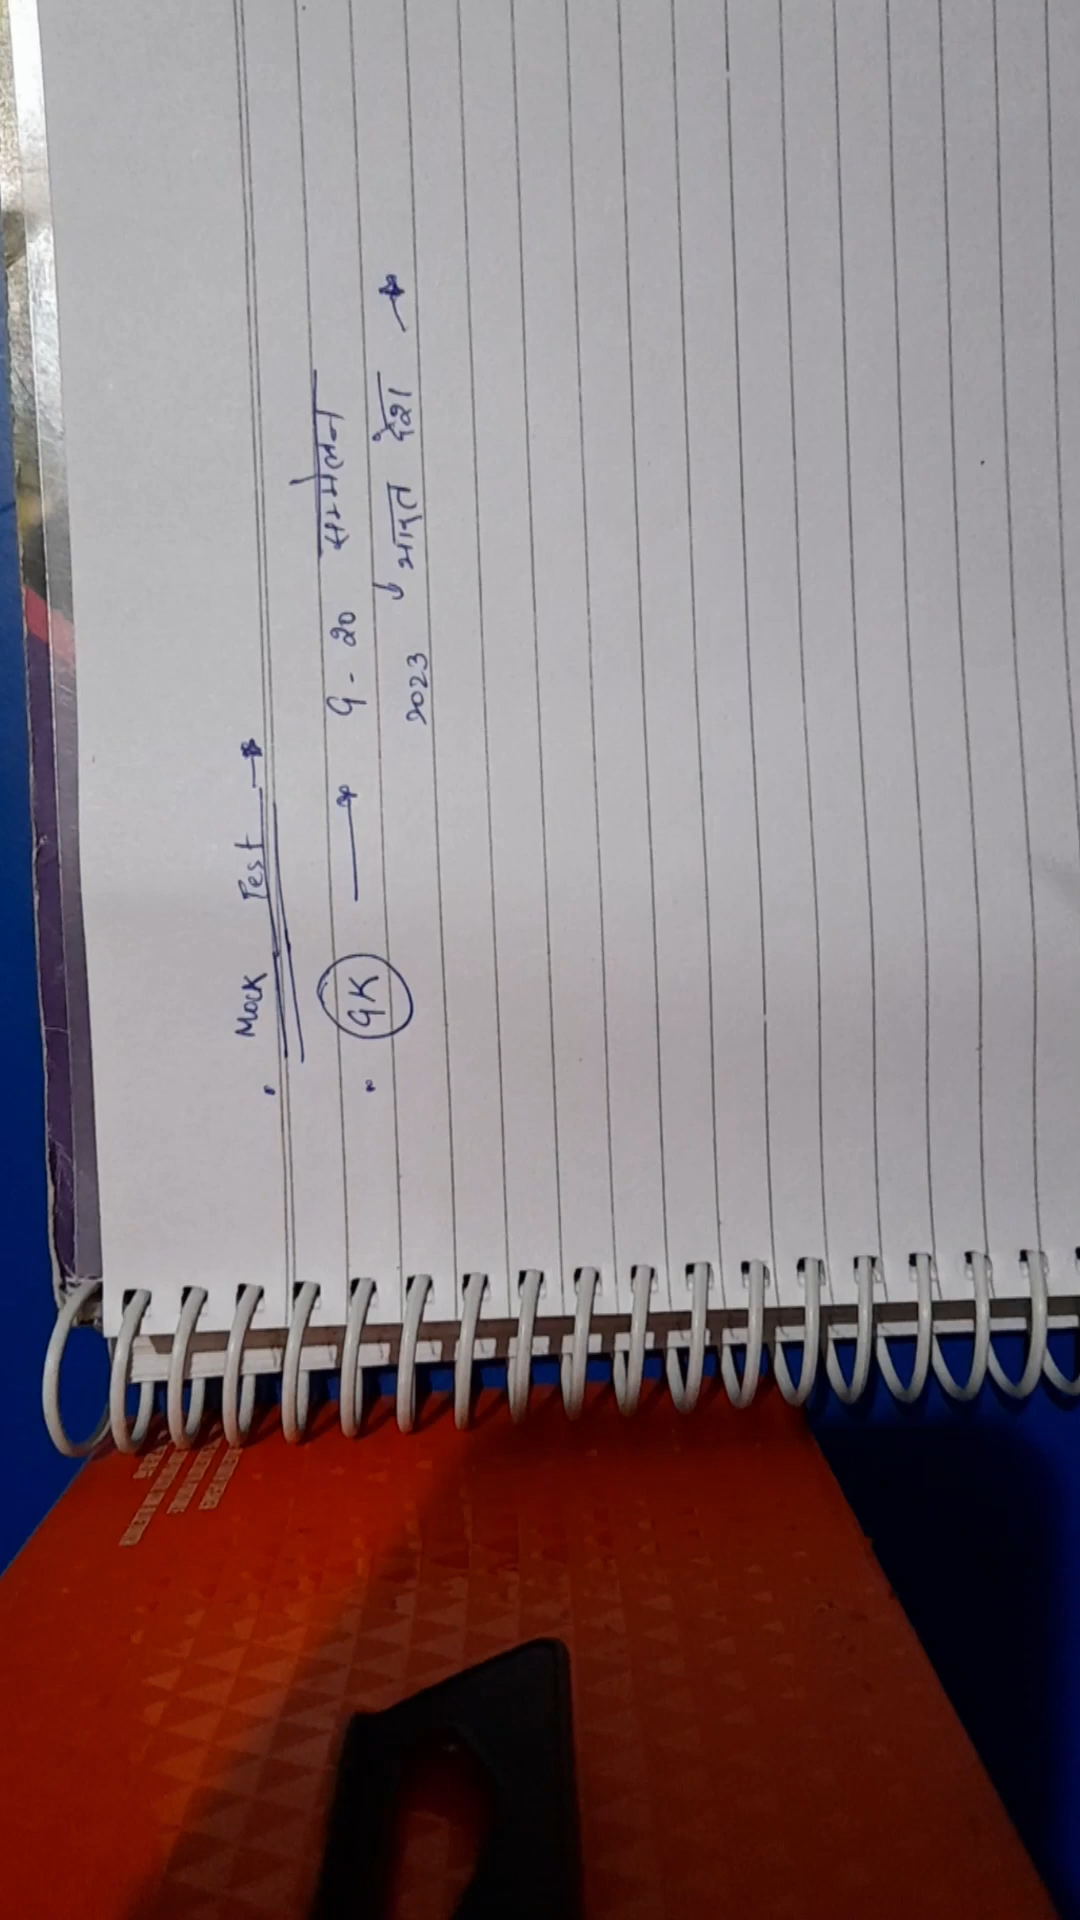 • Mock Test →
• GK → G-20 सम्मेलन
2023 ↓ भारत देश →